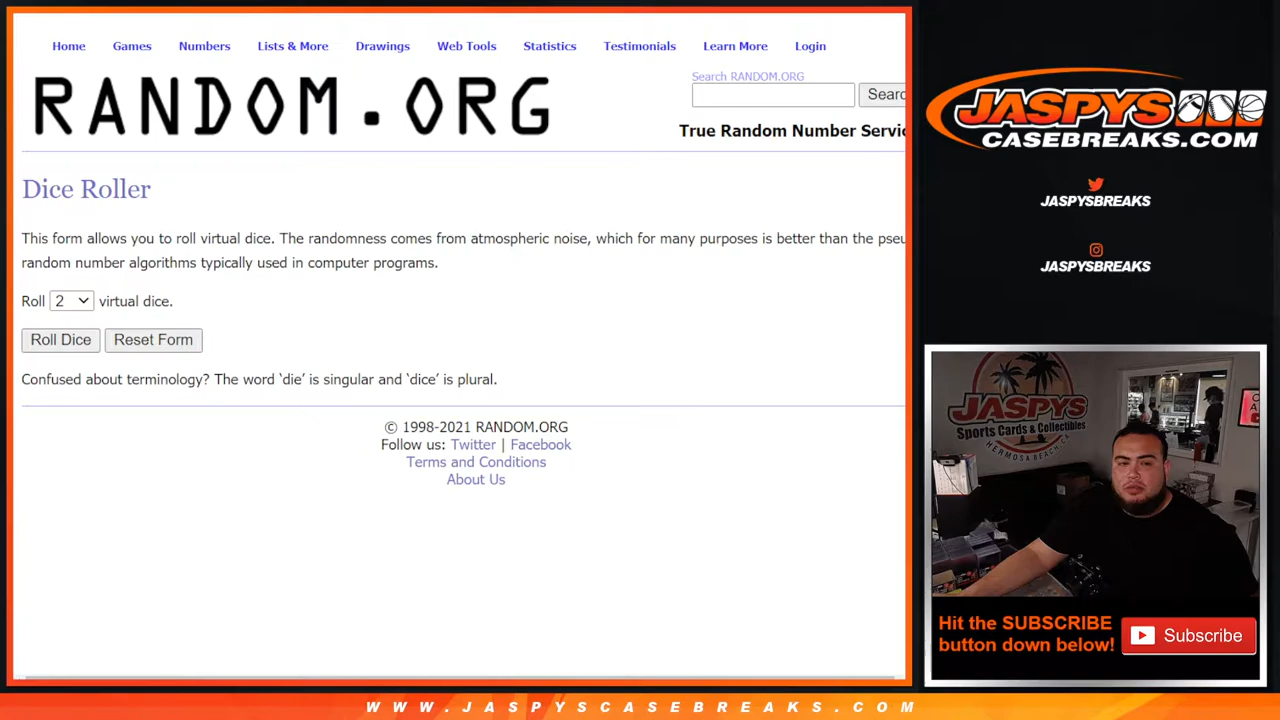 Home Games Numbers Lists & More Drawings Web Tools Statistics Testimonials Learn More Login
RANDOM.ORG
Search RANDOM.ORG
Searc
True Random Number Servic
Dice Roller
This form allows you to roll virtual dice. The randomness comes from atmospheric noise, which for many purposes is better than the pseu
random number algorithms typically used in computer programs.
Roll 2 virtual dice.
Roll Dice Reset Form
Confused about terminology? The word ‘die’ is singular and ‘dice’ is plural.
© 1998-2021 RANDOM.ORG
Follow us: Twitter | Facebook
Terms and Conditions
About Us
JASPYS
CASEBREAKS.COM
JASPYSBREAKS
JASPYSBREAKS
JASPYS
Sports Cards & Collectibles
HERMOSA BEACH, CA
Hit the SUBSCRIBE
button down below!
Subscribe
WWW.JASPYSCASEBREAKS.COM